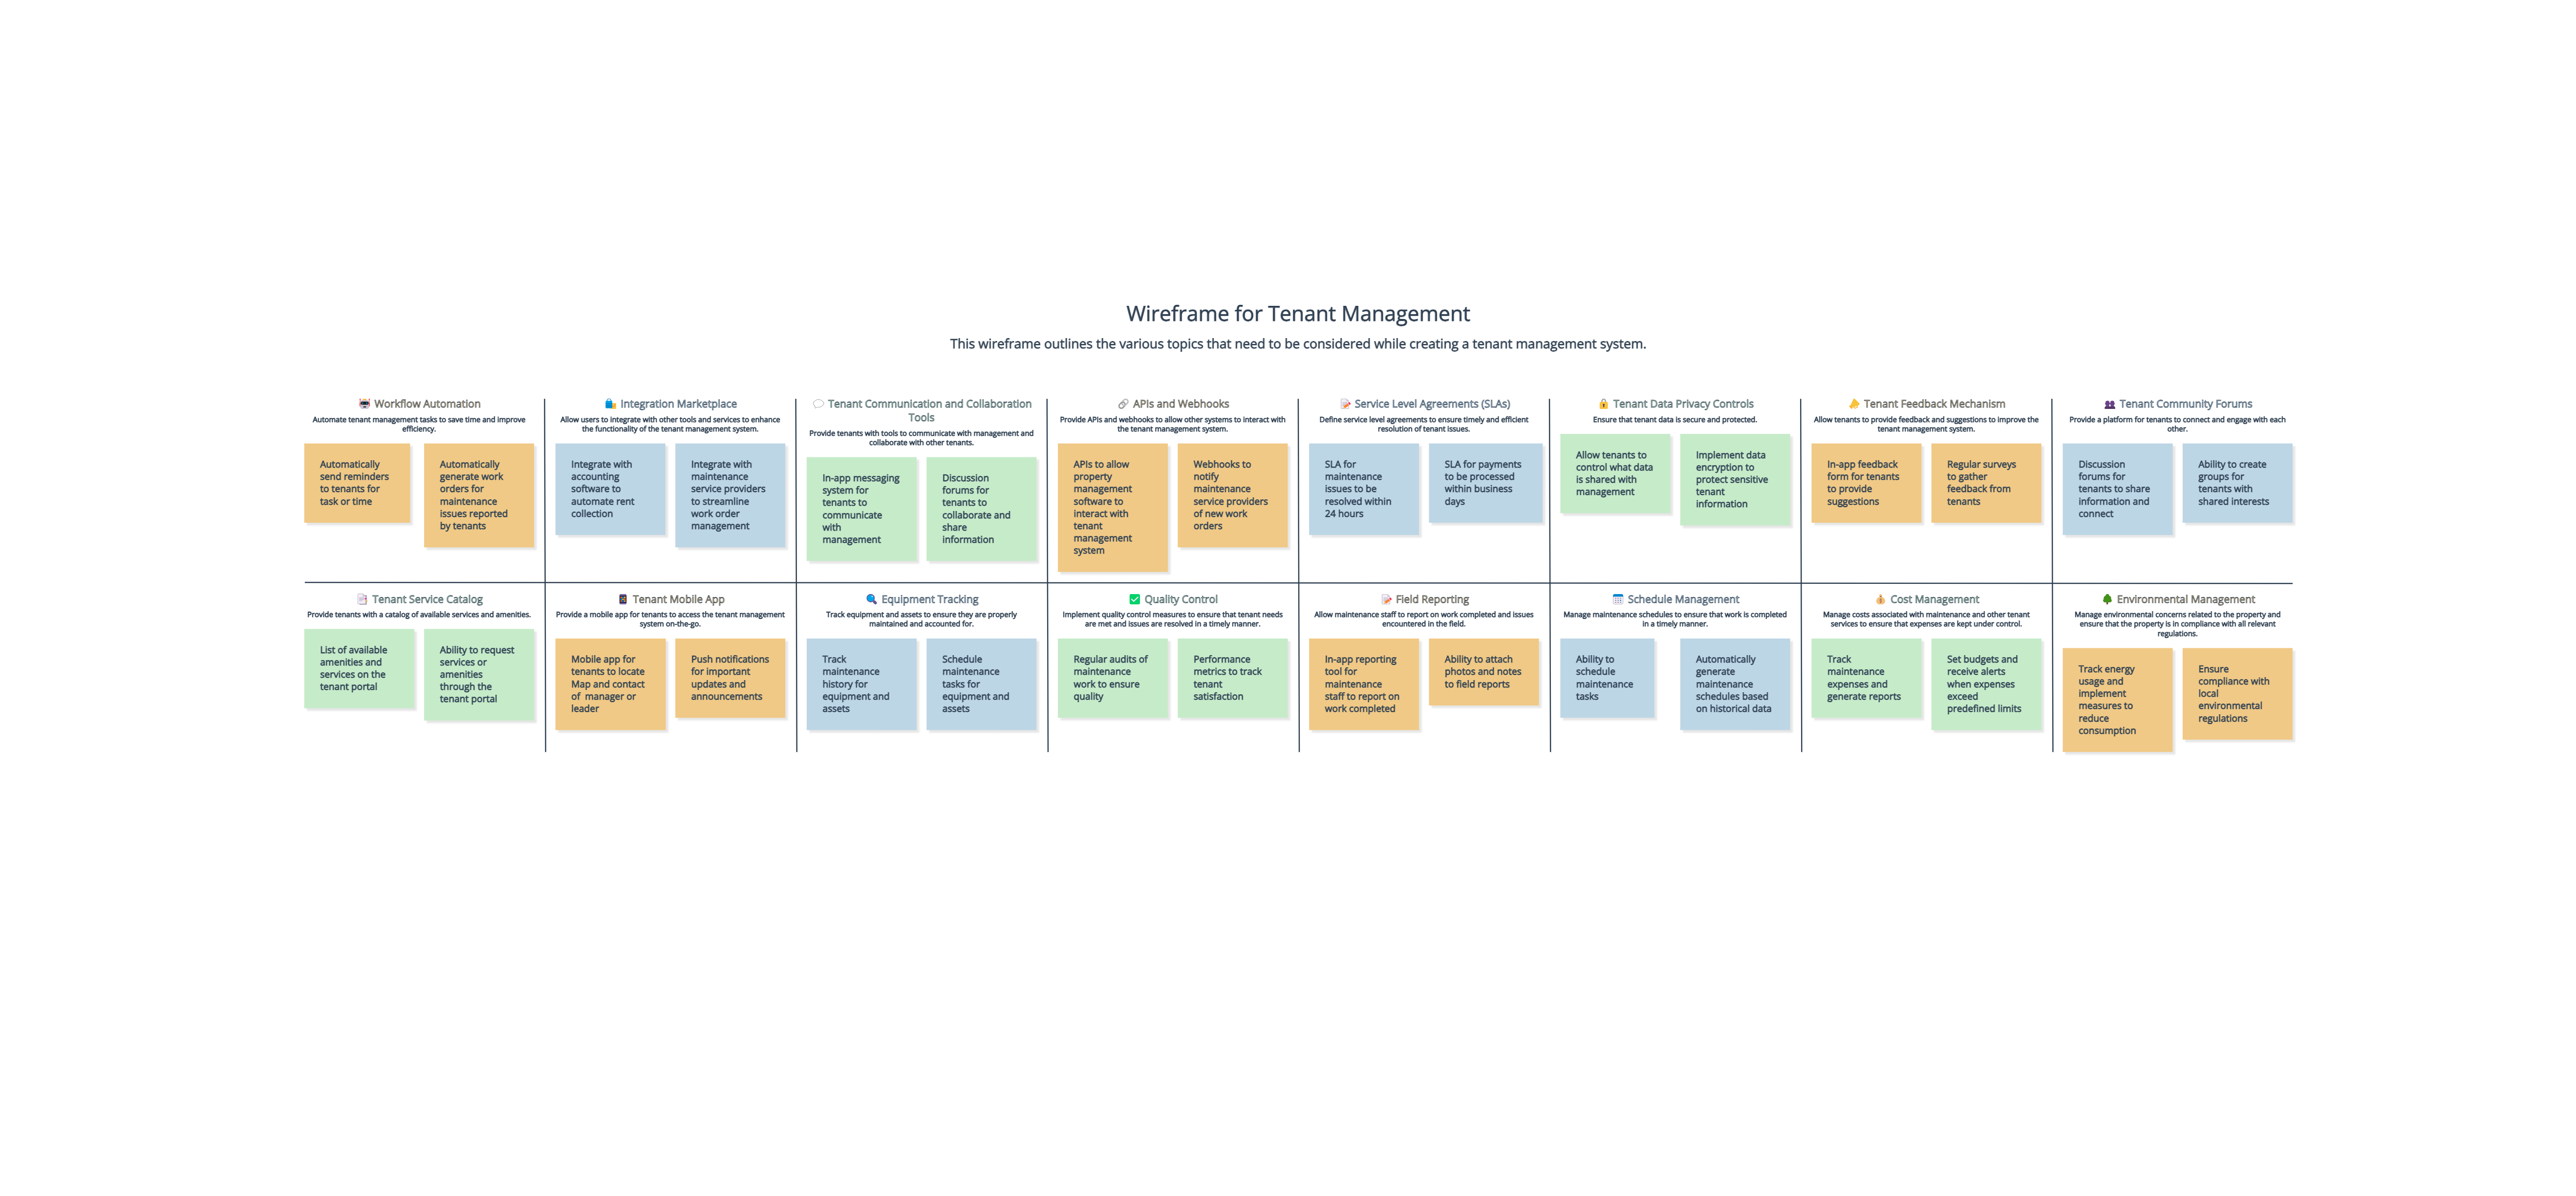 Wireframe for Tenant Management
This wireframe outlines the various topics that need to be considered while creating a tenant management system.
Workflow Automation
Automate tenant management tasks to save time and improve
efficiency.
Automatically
send reminders
to tenants for
task or time
Automatically
generate work
orders for
maintenance
issues reported
by tenants
Integration Marketplace
Allow users to integrate with other tools and services to enhance
the functionality of the tenant management system.
Integrate with
accounting
software to
automate rent
collection
Integrate with
maintenance
service providers
to streamline
work order
management
Tenant Communication and Collaboration
Tools
Provide tenants with tools to communicate with management and
collaborate with other tenants.
In-app messaging
system for
tenants to
communicate
with
management
Discussion
forums for
tenants to
collaborate and
share
information
APIs and Webhooks
Provide APIs and webhooks to allow other systems to interact with
the tenant management system.
APIs to allow
property
management
software to
interact with
tenant
management
system
Webhooks to
notify
maintenance
service providers
of new work
orders
Service Level Agreements (SLAs)
Define service level agreements to ensure timely and efficient
resolution of tenant issues.
SLA for
maintenance
issues to be
resolved within
24 hours
SLA for payments
to be processed
within business
days
Tenant Data Privacy Controls
Ensure that tenant data is secure and protected.
Allow tenants to
control what data
is shared with
management
Implement data
encryption to
protect sensitive
tenant
information
Tenant Feedback Mechanism
Allow tenants to provide feedback and suggestions to improve the
tenant management system.
In-app feedback
form for tenants
to provide
suggestions
Regular surveys
to gather
feedback from
tenants
Tenant Community Forums
Provide a platform for tenants to connect and engage with each
other.
Discussion
forums for
tenants to share
information and
connect
Ability to create
groups for
tenants with
shared interests
Tenant Service Catalog
Provide tenants with a catalog of available services and amenities.
List of available
amenities and
services on the
tenant portal
Ability to request
services or
amenities
through the
tenant portal
Tenant Mobile App
Provide a mobile app for tenants to access the tenant management
system on-the-go.
Mobile app for
tenants to locate
Map and contact
of manager or
leader
Push notifications
for important
updates and
announcements
Equipment Tracking
Track equipment and assets to ensure they are properly
maintained and accounted for.
Track
maintenance
history for
equipment and
assets
Schedule
maintenance
tasks for
equipment and
assets
Quality Control
Implement quality control measures to ensure that tenant needs
are met and issues are resolved in a timely manner.
Regular audits of
maintenance
work to ensure
quality
Performance
metrics to track
tenant
satisfaction
Field Reporting
Allow maintenance staff to report on work completed and issues
encountered in the field.
In-app reporting
tool for
maintenance
staff to report on
work completed
Ability to attach
photos and notes
to field reports
Schedule Management
Manage maintenance schedules to ensure that work is completed
in a timely manner.
Ability to
schedule
maintenance
tasks
Automatically
generate
maintenance
schedules based
on historical data
Cost Management
Manage costs associated with maintenance and other tenant
services to ensure that expenses are kept under control.
Track
maintenance
expenses and
generate reports
Set budgets and
receive alerts
when expenses
exceed
predefined limits
Environmental Management
Manage environmental concerns related to the property and
ensure that the property is in compliance with all relevant
regulations.
Track energy
usage and
implement
measures to
reduce
consumption
Ensure
compliance with
local
environmental
regulations